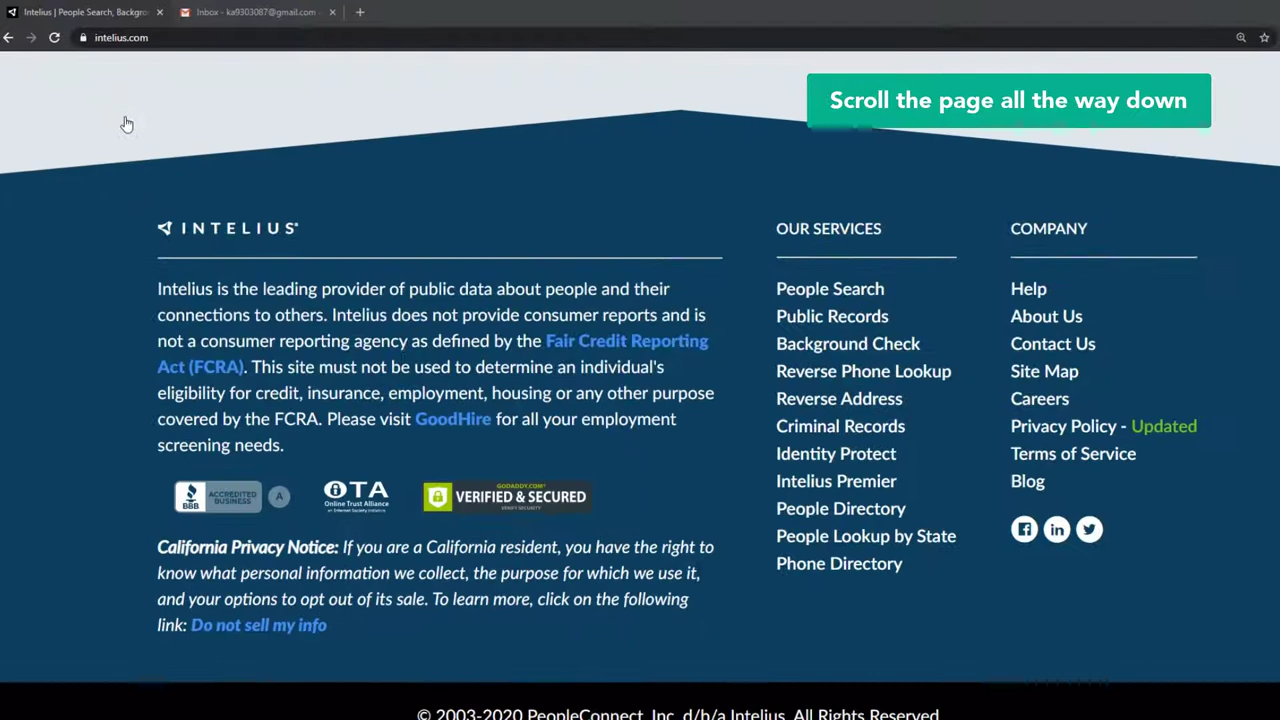 Intelius | People Search, Backgro
Inbox - ka9303087@gmail.com -
intelius.com
Scroll the page all the way down
INTELIUS
Intelius is the leading provider of public data about people and their
connections to others. Intelius does not provide consumer reports and is
not a consumer reporting agency as defined by the Fair Credit Reporting
Act (FCRA). This site must not be used to determine an individual's
eligibility for credit, insurance, employment, housing or any other purpose
covered by the FCRA. Please visit GoodHire for all your employment
screening needs.
BBB
ACCREDITED
BUSINESS
A
OTA
Online Trust Alliance
GODADDY.COM
VERIFIED & SECURED
VERIFY SECURITY
California Privacy Notice: If you are a California resident, you have the right to
know what personal information we collect, the purpose for which we use it,
and your options to opt out of its sale. To learn more, click on the following
link: Do not sell my info
OUR SERVICES
People Search
Public Records
Background Check
Reverse Phone Lookup
Reverse Address
Criminal Records
Identity Protect
Intelius Premier
People Directory
People Lookup by State
Phone Directory
COMPANY
Help
About Us
Contact Us
Site Map
Careers
Privacy Policy - Updated
Terms of Service
Blog
© 2003-2020 PeopleConnect, Inc. d/b/a Intelius. All Rights Reserved